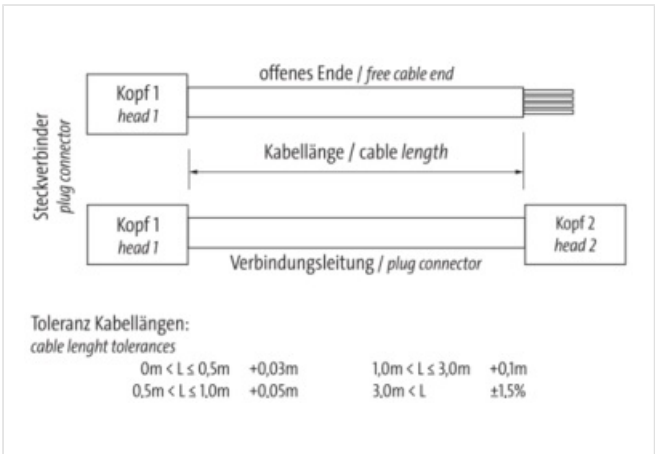 offenes Ende / free cable end
Kopf 1
head 1
Steckverbinder
plug connector
Kabellänge / cable length
Kopf 1
head 1
Kopf 2
head 2
Verbindungsleitung / plug connector
Toleranz Kabellängen:
cable lenght tolerances
0m < L ≤ 0,5m +0,03m 1,0m < L ≤ 3,0m +0,1m
0,5m < L ≤ 1,0m +0,05m 3,0m < L ±1,5%